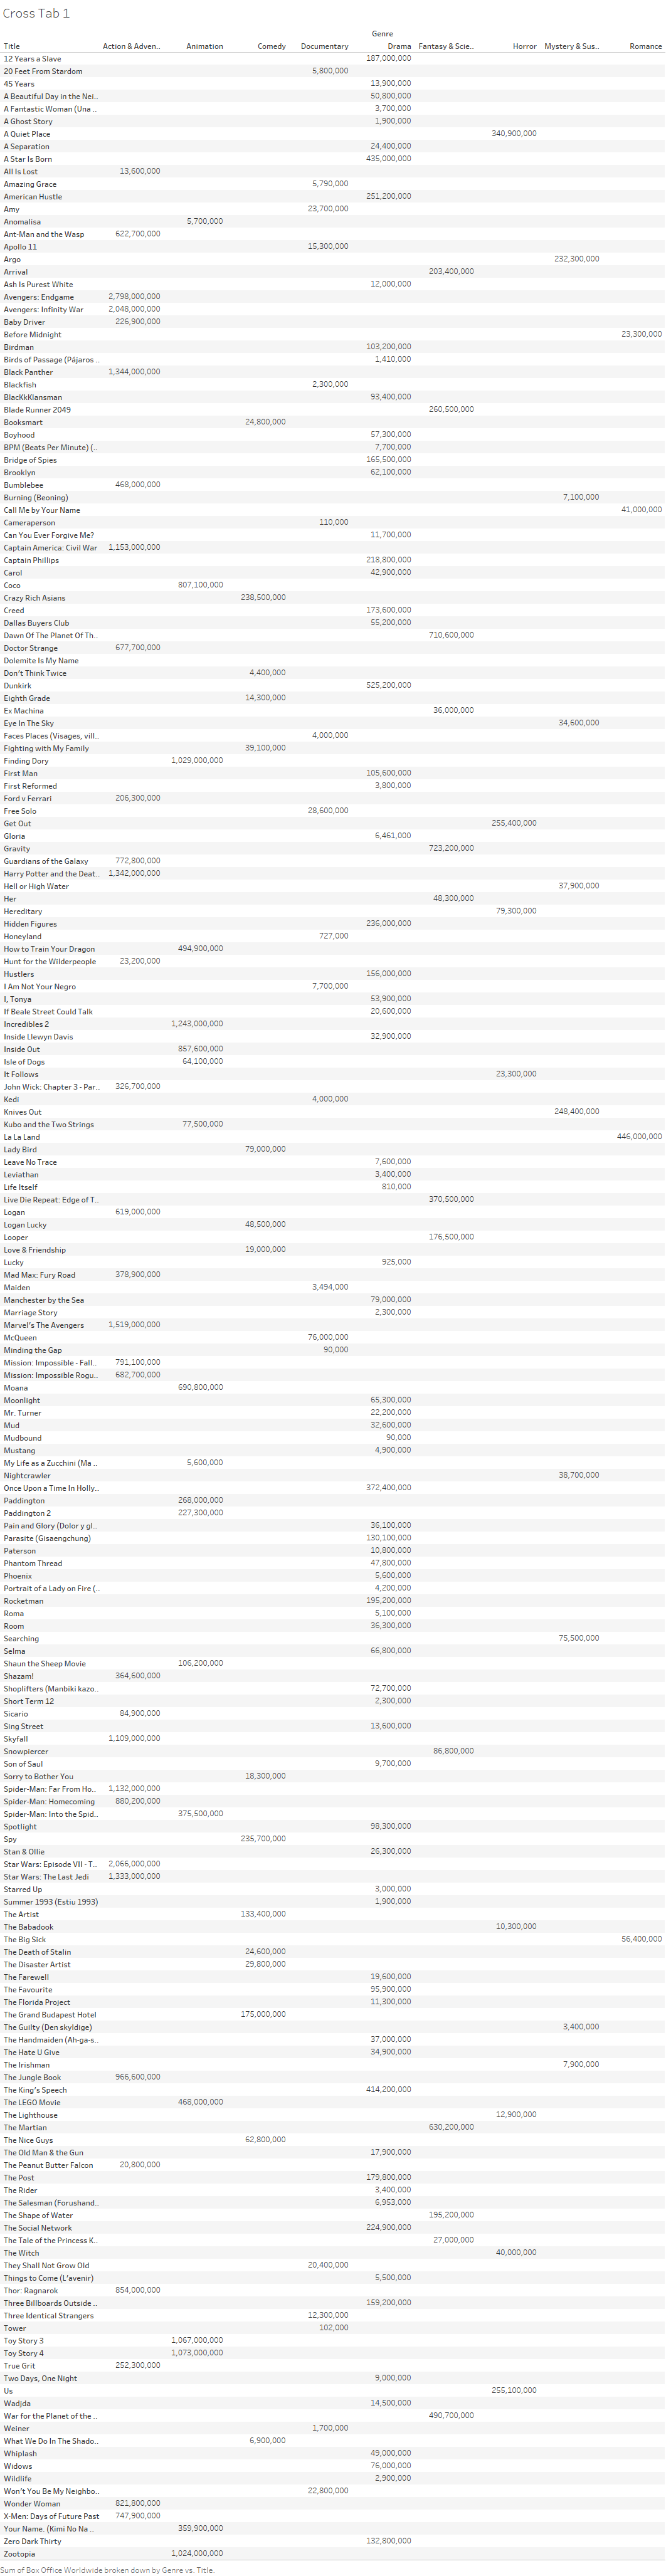 Cross Tab 1
Genre
Title Action & Adven.. Animation Comedy Documentary Drama Fantasy & Scie.. Horror Mystery & Sus.. Romance
12 Years a Slave 187,000,000
20 Feet From Stardom 5,800,000
45 Years 13,900,000
A Beautiful Day in the Nei.. 50,800,000
A Fantastic Woman (Una .. 3,700,000
A Ghost Story 1,900,000
A Quiet Place 340,900,000
A Separation 24,400,000
A Star Is Born 435,000,000
All Is Lost 13,600,000
Amazing Grace 5,790,000
American Hustle 251,200,000
Amy 23,700,000
Anomalisa 5,700,000
Ant-Man and the Wasp 622,700,000
Apollo 11 15,300,000
Argo 232,300,000
Arrival 203,400,000
Ash Is Purest White 12,000,000
Avengers: Endgame 2,798,000,000
Avengers: Infinity War 2,048,000,000
Baby Driver 226,900,000
Before Midnight 23,300,000
Birdman 103,200,000
Birds of Passage (Pájaros .. 1,410,000
Black Panther 1,344,000,000
Blackfish 2,300,000
BlacKkKlansman 93,400,000
Blade Runner 2049 260,500,000
Booksmart 24,800,000
Boyhood 57,300,000
BPM (Beats Per Minute) (.. 7,700,000
Bridge of Spies 165,500,000
Brooklyn 62,100,000
Bumblebee 468,000,000
Burning (Beoning) 7,100,000
Call Me by Your Name 41,000,000
Cameraperson 110,000
Can You Ever Forgive Me? 11,700,000
Captain America: Civil War 1,153,000,000
Captain Phillips 218,800,000
Carol 42,900,000
Coco 807,100,000
Crazy Rich Asians 238,500,000
Creed 173,600,000
Dallas Buyers Club 55,200,000
Dawn Of The Planet Of Th.. 710,600,000
Doctor Strange 677,700,000
Dolemite Is My Name
Don't Think Twice 4,400,000
Dunkirk 525,200,000
Eighth Grade 14,300,000
Ex Machina 36,000,000
Eye In The Sky 34,600,000
Faces Places (Visages, vill.. 4,000,000
Fighting with My Family 39,100,000
Finding Dory 1,029,000,000
First Man 105,600,000
First Reformed 3,800,000
Ford v Ferrari 206,300,000
Free Solo 28,600,000
Get Out 255,400,000
Gloria 6,461,000
Gravity 723,200,000
Guardians of the Galaxy 772,800,000
Harry Potter and the Deat.. 1,342,000,000
Hell or High Water 37,900,000
Her 48,300,000
Hereditary 79,300,000
Hidden Figures 236,000,000
Honeyland 727,000
How to Train Your Dragon 494,900,000
Hunt for the Wilderpeople 23,200,000
Hustlers 156,000,000
I Am Not Your Negro 7,700,000
I, Tonya 53,900,000
If Beale Street Could Talk 20,600,000
Incredibles 2 1,243,000,000
Inside Llewyn Davis 32,900,000
Inside Out 857,600,000
Isle of Dogs 64,100,000
It Follows 23,300,000
John Wick: Chapter 3 - Par.. 326,700,000
Kedi 4,000,000
Knives Out 248,400,000
Kubo and the Two Strings 77,500,000
La La Land 446,000,000
Lady Bird 79,000,000
Leave No Trace 7,600,000
Leviathan 3,400,000
Life Itself 810,000
Live Die Repeat: Edge of T.. 370,500,000
Logan 619,000,000
Logan Lucky 48,500,000
Looper 176,500,000
Love & Friendship 19,000,000
Lucky 925,000
Mad Max: Fury Road 378,900,000
Maiden 3,494,000
Manchester by the Sea 79,000,000
Marriage Story 2,300,000
Marvel's The Avengers 1,519,000,000
McQueen 76,000,000
Minding the Gap 90,000
Mission: Impossible - Fall.. 791,100,000
Mission: Impossible Rogu.. 682,700,000
Moana 690,800,000
Moonlight 65,300,000
Mr. Turner 22,200,000
Mud 32,600,000
Mudbound 90,000
Mustang 4,900,000
My Life as a Zucchini (Ma .. 5,600,000
Nightcrawler 38,700,000
Once Upon a Time In Holly.. 372,400,000
Paddington 268,000,000
Paddington 2 227,300,000
Pain and Glory (Dolor y gl.. 36,100,000
Parasite (Gisaengchung) 130,100,000
Paterson 10,800,000
Phantom Thread 47,800,000
Phoenix 5,600,000
Portrait of a Lady on Fire (.. 4,200,000
Rocketman 195,200,000
Roma 5,100,000
Room 36,300,000
Searching 75,500,000
Selma 66,800,000
Shaun the Sheep Movie 106,200,000
Shazam! 364,600,000
Shoplifters (Manbiki kazo.. 72,700,000
Short Term 12 2,300,000
Sicario 84,900,000
Sing Street 13,600,000
Skyfall 1,109,000,000
Snowpiercer 86,800,000
Son of Saul 9,700,000
Sorry to Bother You 18,300,000
Spider-Man: Far From Ho.. 1,132,000,000
Spider-Man: Homecoming 880,200,000
Spider-Man: Into the Spid.. 375,500,000
Spotlight 98,300,000
Spy 235,700,000
Stan & Ollie 26,300,000
Star Wars: Episode VII - T.. 2,066,000,000
Star Wars: The Last Jedi 1,333,000,000
Starred Up 3,000,000
Summer 1993 (Estiu 1993) 1,900,000
The Artist 133,400,000
The Babadook 10,300,000
The Big Sick 56,400,000
The Death of Stalin 24,600,000
The Disaster Artist 29,800,000
The Farewell 19,600,000
The Favourite 95,900,000
The Florida Project 11,300,000
The Grand Budapest Hotel 175,000,000
The Guilty (Den skyldige) 3,400,000
The Handmaiden (Ah-ga-s.. 37,000,000
The Hate U Give 34,900,000
The Irishman 7,900,000
The Jungle Book 966,600,000
The King's Speech 414,200,000
The LEGO Movie 468,000,000
The Lighthouse 12,900,000
The Martian 630,200,000
The Nice Guys 62,800,000
The Old Man & the Gun 17,900,000
The Peanut Butter Falcon 20,800,000
The Post 179,800,000
The Rider 3,400,000
The Salesman (Forushand.. 6,953,000
The Shape of Water 195,200,000
The Social Network 224,900,000
The Tale of the Princess K.. 27,000,000
The Witch 40,000,000
They Shall Not Grow Old 20,400,000
Things to Come (L'avenir) 5,500,000
Thor: Ragnarok 854,000,000
Three Billboards Outside .. 159,200,000
Three Identical Strangers 12,300,000
Tower 102,000
Toy Story 3 1,067,000,000
Toy Story 4 1,073,000,000
True Grit 252,300,000
Two Days, One Night 9,000,000
Us 255,100,000
Wadjda 14,500,000
War for the Planet of the .. 490,700,000
Weiner 1,700,000
What We Do In The Shado.. 6,900,000
Whiplash 49,000,000
Widows 76,000,000
Wildlife 2,900,000
Won't You Be My Neighbo.. 22,800,000
Wonder Woman 821,800,000
X-Men: Days of Future Past 747,900,000
Your Name. (Kimi No Na .. 359,900,000
Zero Dark Thirty 132,800,000
Zootopia 1,024,000,000
Sum of Box Office Worldwide broken down by Genre vs. Title.